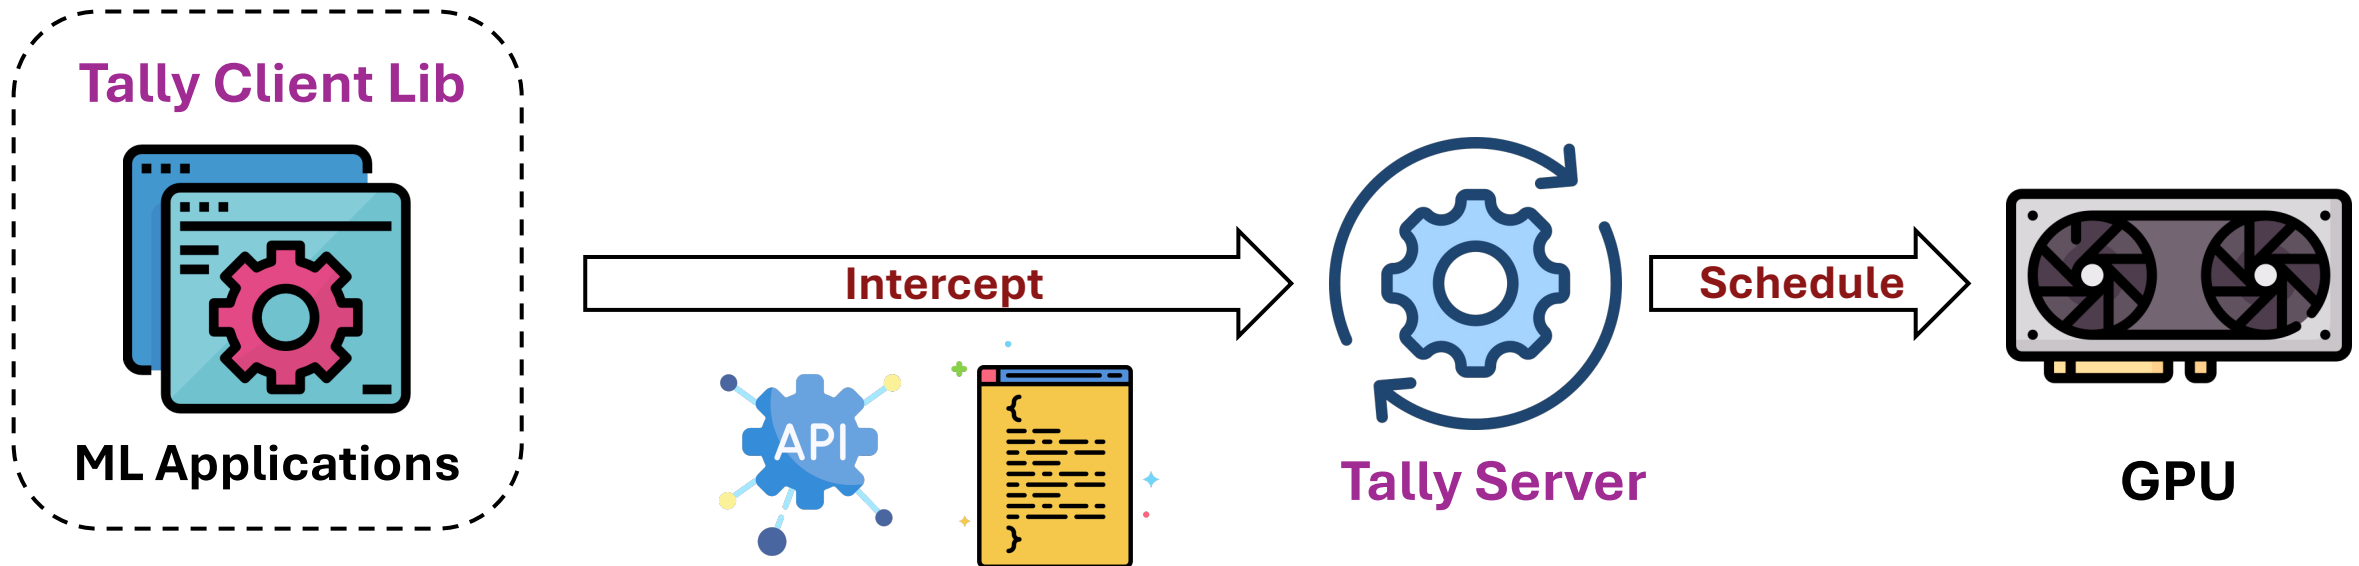 Tally Client Lib
ML Applications
Intercept
API
{
}
Tally Server
Schedule
GPU